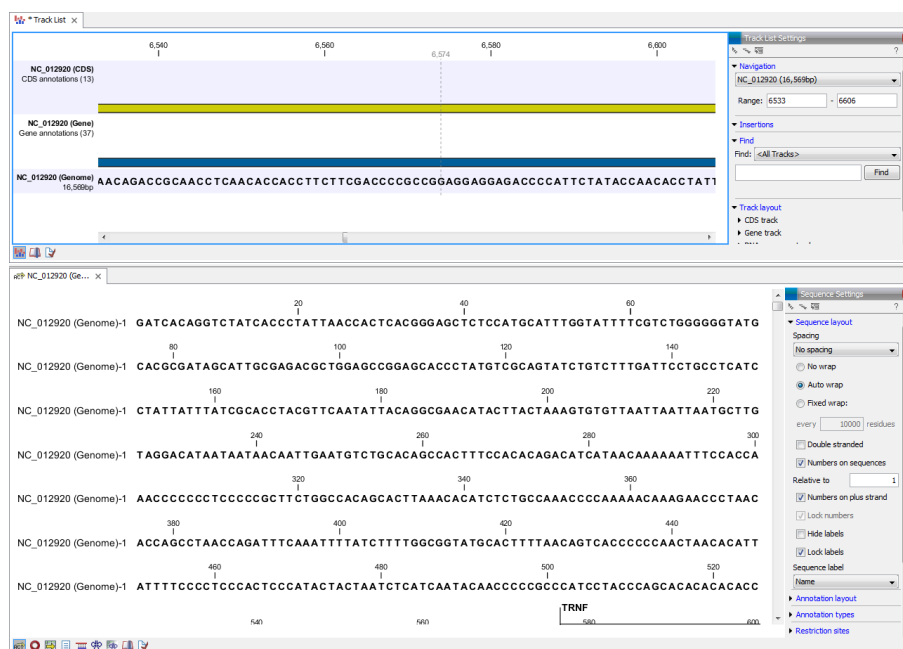 * Track List
6,540 6,560 6,574 6,580 6,600
NC_012920 (CDS)
CDS annotations (13)
NC_012920 (Gene)
Gene annotations (37)
NC_012920 (Genome)
16,569bp
AACAGACCGCAACCTCAACACCACCTTCTTCGACCCCGCCGGAGGAGGAGACCCCATTCTATACCAACACCTATT
Track List Settings
?
Navigation
NC_012920 (16,569bp)
Range: 6533 - 6606
Insertions
Find
Find: <All Tracks>
Find
Track layout
CDS track
Gene track
NC_012920 (Ge...
20 40 60
NC_012920 (Genome)-1 GATCACAGGTCTATCACCCTATTAACCACTCACGGGAGCTCTCCATGCATTTGGTATTTTCGTCTGGGGGGTATG
80 100 120 140
NC_012920 (Genome)-1 CACGCGATAGCATTGCGAGACGCTGGAGCCGGAGCACCCTATGTCGCAGTATCTGTCTTTGATTCCTGCCTCATC
160 180 200 220
NC_012920 (Genome)-1 CTATTATTTATCGCACCTACGTTCAATATTACAGGCGAACATACTTACTAAAGTGTGTTAATTAATTAATGCTTG
240 260 280 300
NC_012920 (Genome)-1 TAGGACATAATAATAACAATTGAATGTCTGCACAGCCACTTTCCACACAGACATCATAACAAAAAATTTCCACCA
320 340 360
NC_012920 (Genome)-1 AACCCCCCCTCCCCCGCTTCTGGCCACAGCACTTAAACACATCTCTGCCAAACCCCAAAAACAAAGAACCCTAAC
380 400 420 440
NC_012920 (Genome)-1 ACCAGCCTAACCAGATTTCAAATTTTATCTTTTGGCGGTATGCACTTTTAACAGTCACCCCCCAACTAACACATT
460 480 500 520
NC_012920 (Genome)-1 ATTTTCCCCTCCCACTCCCATACTACTAATCTCATCAATACAACCCCCGCCCATCCTACCCAGCACACACACACC
TRNF
540 560 580 600
Sequence Settings
?
Sequence layout
Spacing
No spacing
No wrap
Auto wrap
Fixed wrap:
every 10000 residues
Double stranded
Numbers on sequences
Relative to 1
Numbers on plus strand
Lock numbers
Hide labels
Lock labels
Sequence label
Name
Annotation layout
Annotation types
Restriction sites